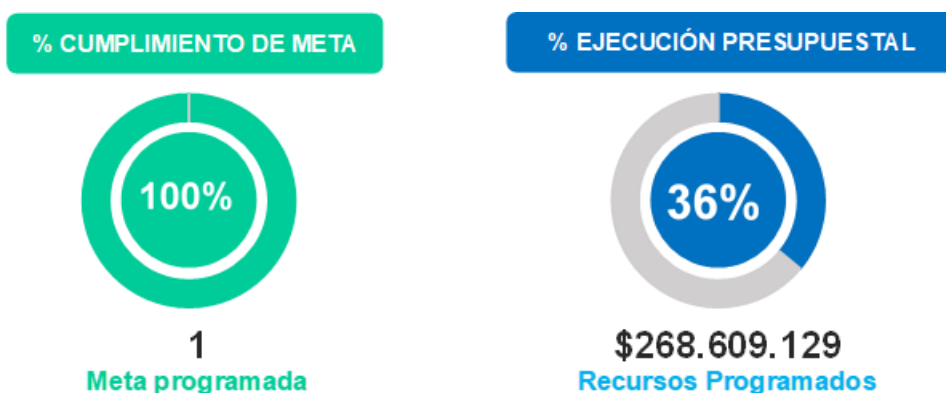 % CUMPLIMIENTO DE META
100%
1
Meta programada
% EJECUCIÓN PRESUPUESTAL
36%
$268.609.129
Recursos Programados